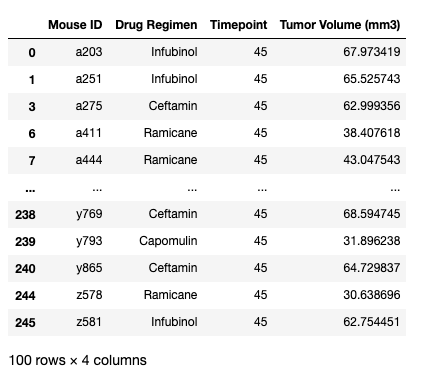 Mouse ID Drug Regimen Timepoint Tumor Volume (mm3)
0 a203 Infubinol 45 67.973419
1 a251 Infubinol 45 65.525743
3 a275 Ceftamin 45 62.999356
6 a411 Ramicane 45 38.407618
7 a444 Ramicane 45 43.047543
... ... ... ... ...
238 y769 Ceftamin 45 68.594745
239 y793 Capomulin 45 31.896238
240 y865 Ceftamin 45 64.729837
244 z578 Ramicane 45 30.638696
245 z581 Infubinol 45 62.754451
100 rows × 4 columns